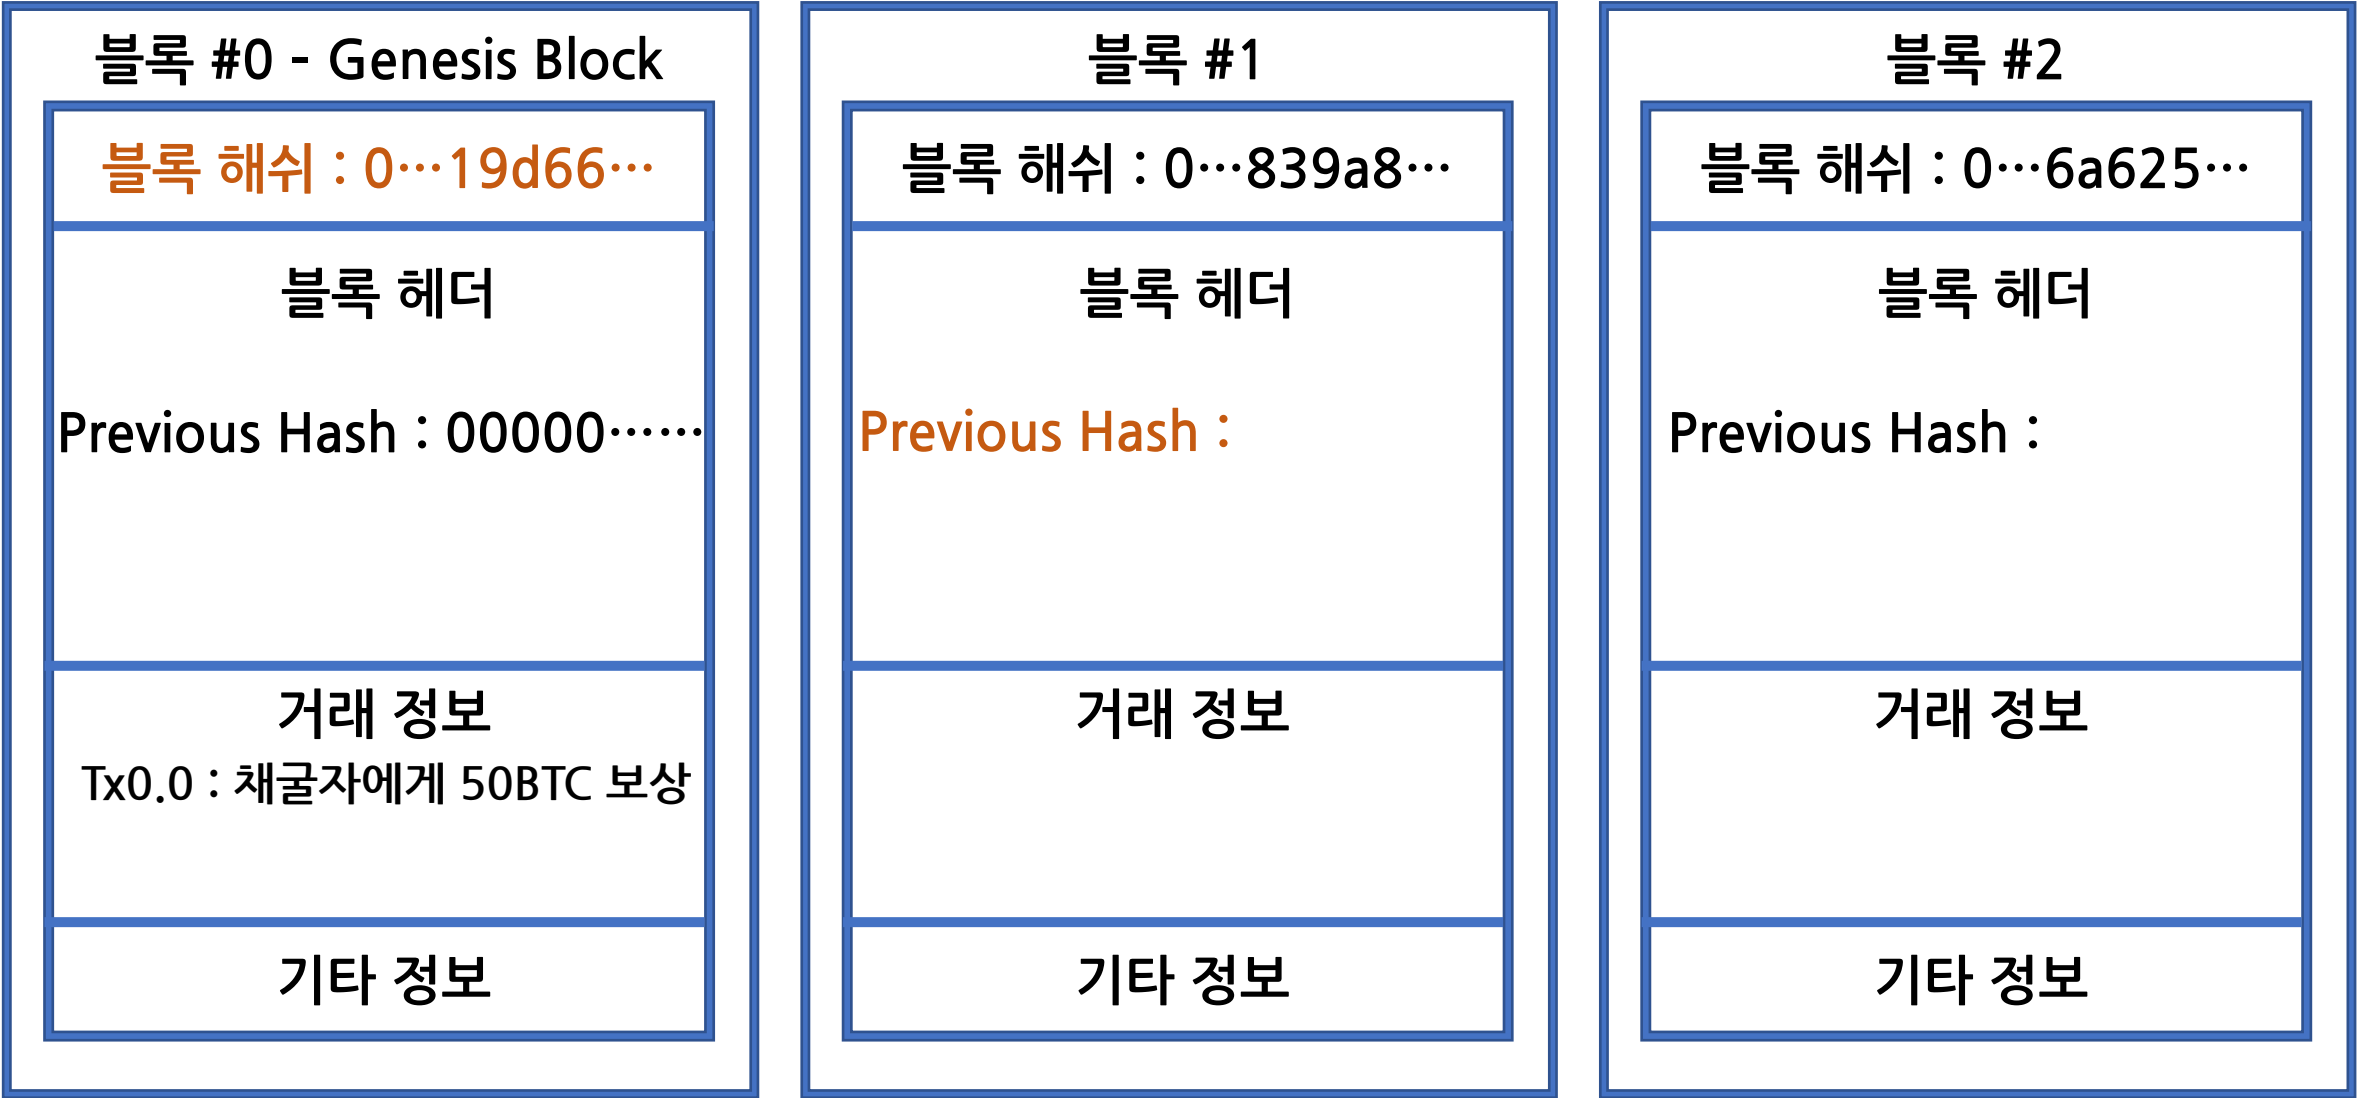 블록 #0 - Genesis Block
블록 해쉬 : 0…19d66…
블록 헤더
Previous Hash : 00000……
거래 정보
Tx0.0 : 채굴자에게 50BTC 보상
기타 정보
블록 #1
블록 해쉬 : 0…839a8…
블록 헤더
Previous Hash :
거래 정보
기타 정보
블록 #2
블록 해쉬 : 0…6a625…
블록 헤더
Previous Hash :
거래 정보
기타 정보